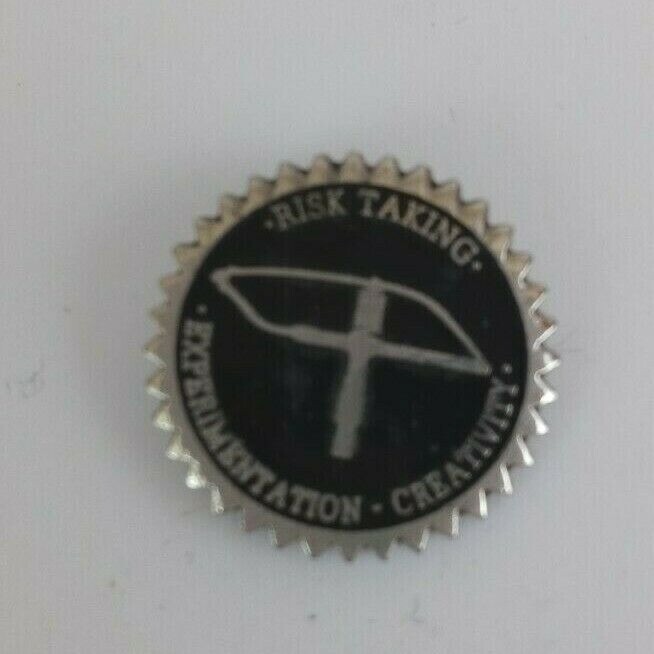 ·RISK TAKING·
·EXPERIMENTATION · CREATIVITY·